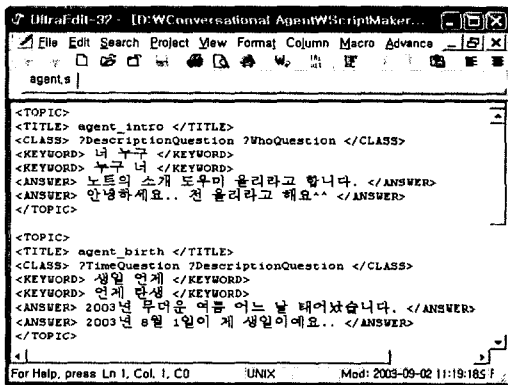 UltraEdit-32 - [D:\Conversational Agent\ScriptMaker...
File Edit Search Project View Format Column Macro Advance
agent.s
<TOPIC>
<TITLE> agent_intro </TITLE>
<CLASS> ?DescriptionQuestion ?WhoQuestion </CLASS>
<KEYWORD> 너 누구 </KEYWORD>
<KEYWORD> 누구 너 </KEYWORD>
<ANSWER> 노트의 소개 도우미 올리라고 합니다. </ANSWER>
<ANSWER> 안녕하세요.. 전 올리라고 해요^^ </ANSWER>
</TOPIC>
<TOPIC>
<TITLE> agent_birth </TITLE>
<CLASS> ?TimeQuestion ?DescriptionQuestion </CLASS>
<KEYWORD> 생일 언제 </KEYWORD>
<KEYWORD> 언제 탄생 </KEYWORD>
<ANSWER> 2003년 무더운 여름 어느 날 태어났습니다. </ANSWER>
<ANSWER> 2003년 8월 1일이 제 생일이예요.. </ANSWER>
</TOPIC>
For Help, press Ln 1, Col. 1, C0 UNIX Mod: 2003-09-02 11:19:18 F